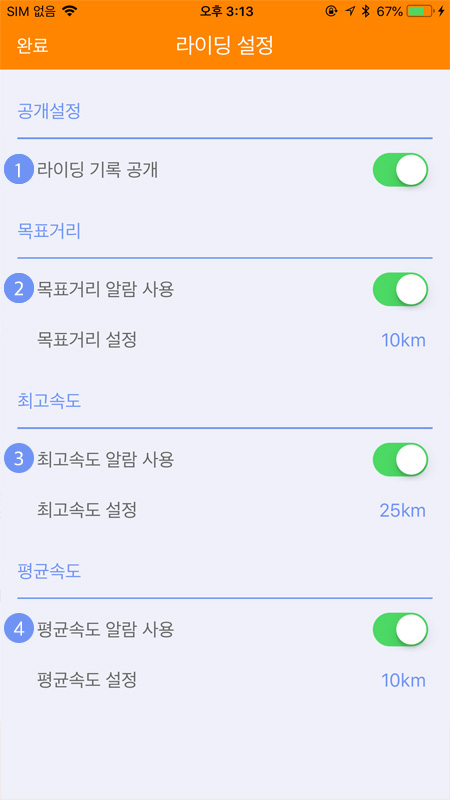 SIM 없음 오후 3:13 67%
완료 라이딩 설정
공개설정
1 라이딩 기록 공개
목표거리
2 목표거리 알람 사용
목표거리 설정 10km
최고속도
3 최고속도 알람 사용
최고속도 설정 25km
평균속도
4 평균속도 알람 사용
평균속도 설정 10km